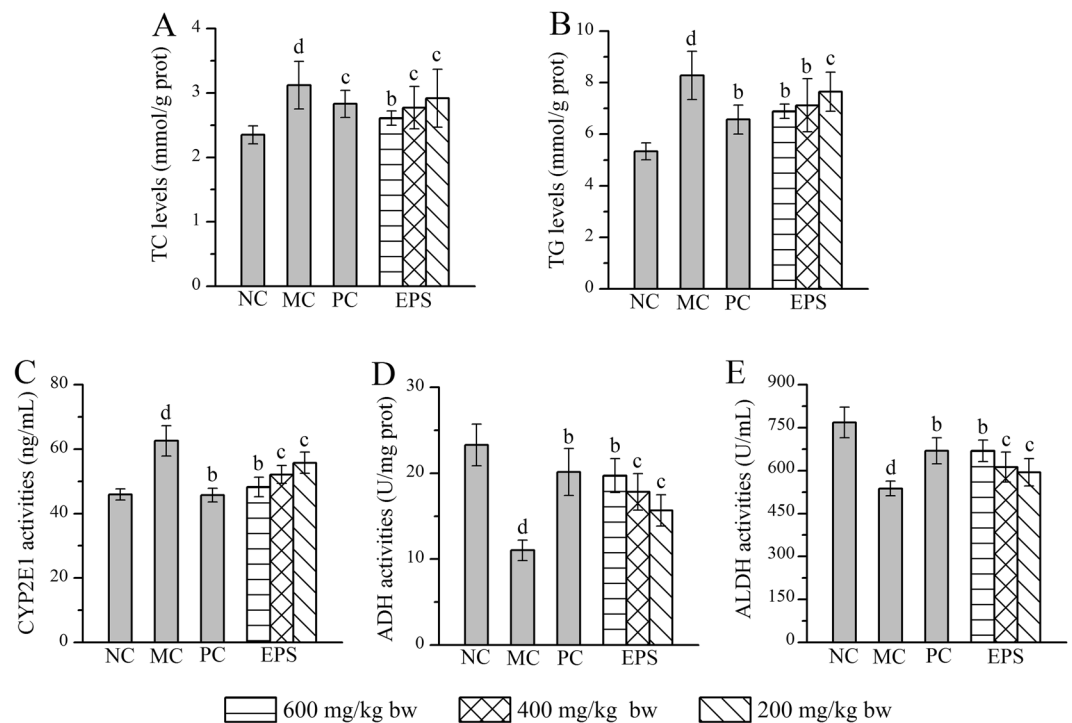 A
TC levels (mmol/g prot)
4
3
2
1
0
d
c
b
c
c
NC MC PC EPS
B
TG levels (mmol/g prot)
10
8
6
4
2
0
d
b
b
b
c
NC MC PC EPS
C
CYP2E1 activities (ng/mL)
80
60
40
20
0
d
b
b
c
c
NC MC PC EPS
D
ADH activities (U/mg prot)
30
20
10
0
d
b
b
c
c
NC MC PC EPS
E
ALDH activities (U/mL)
900
750
600
450
300
150
0
d
b
b
c
c
NC MC PC EPS
600 mg/kg bw 400 mg/kg bw 200 mg/kg bw